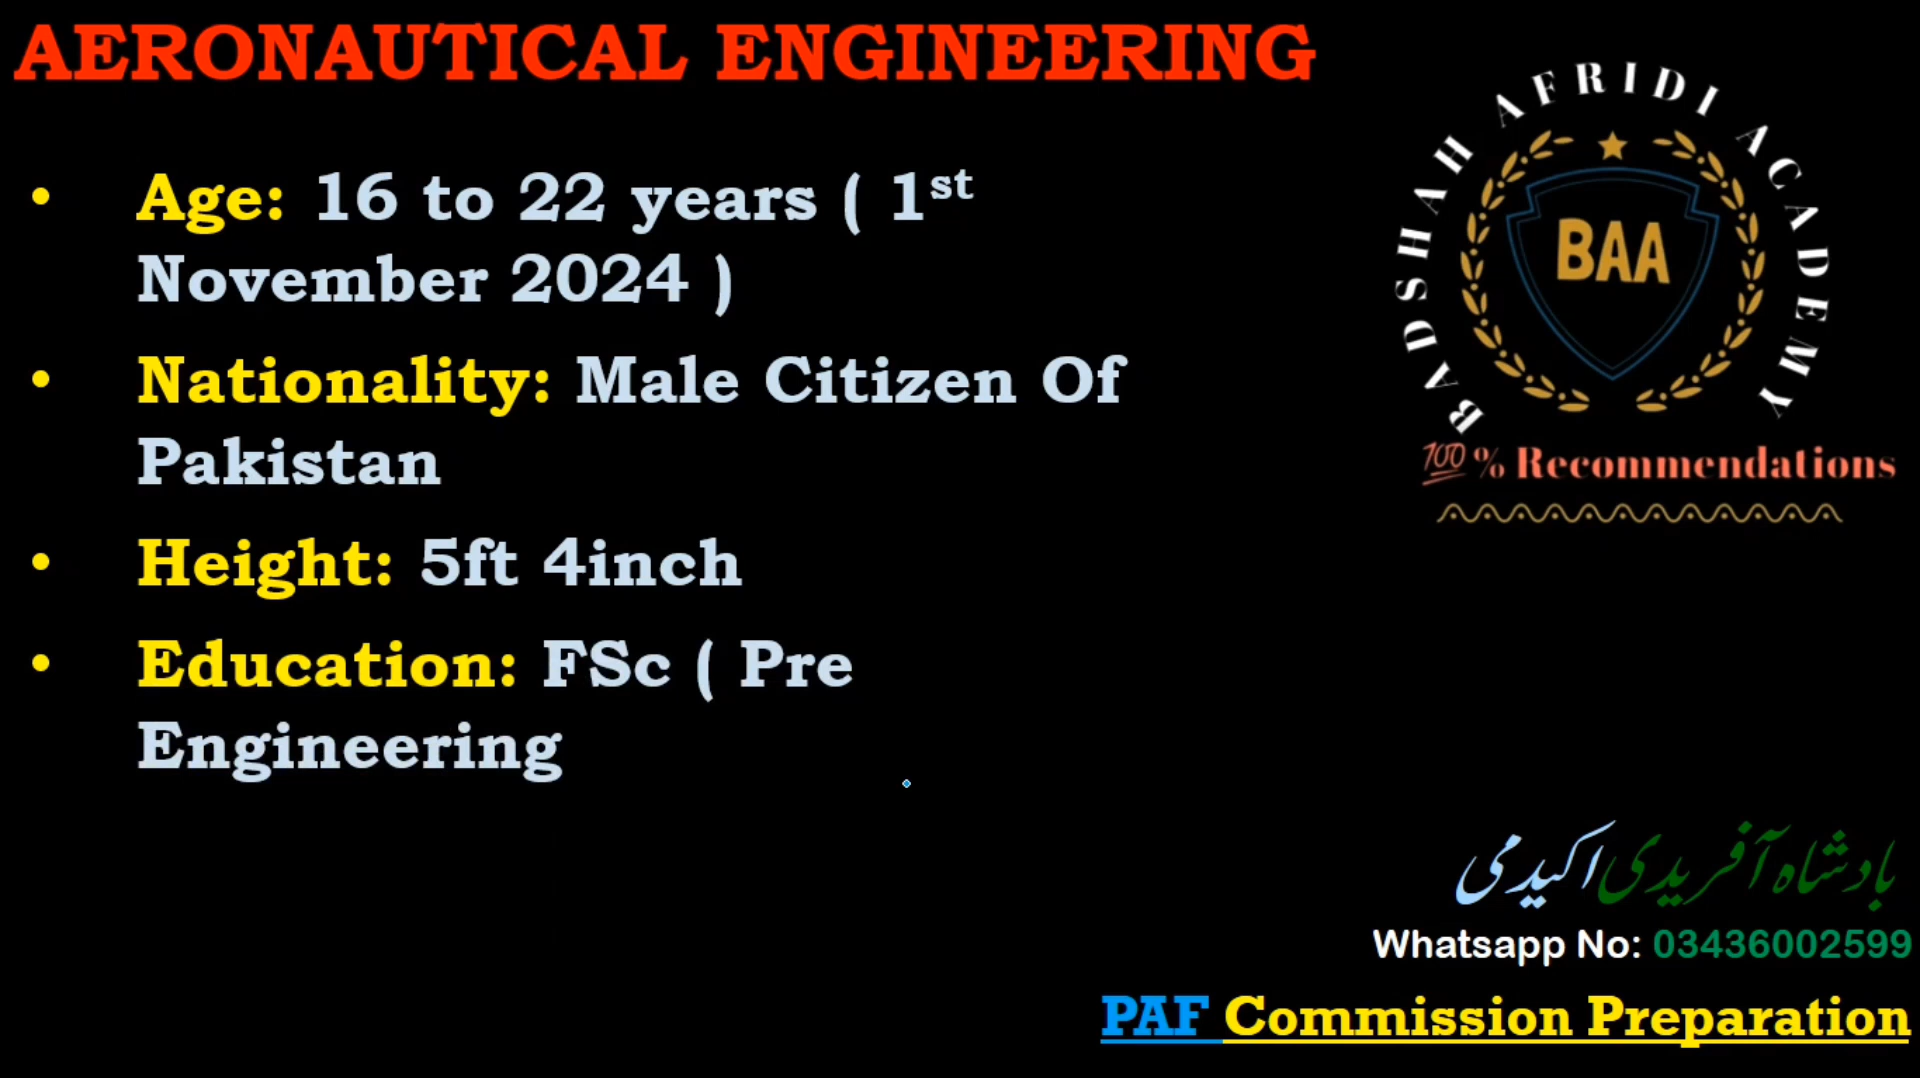 AERONAUTICAL ENGINEERING
• Age: 16 to 22 years ( 1st
November 2024 )
• Nationality: Male Citizen Of
Pakistan
• Height: 5ft 4inch
• Education: FSc ( Pre
Engineering
BADSHAH AFRIDI ACADEMY
BAA
100 % Recommendations
بادشاہ آفریدی اکیڈمی
Whatsapp No: 03436002599
PAF Commission Preparation